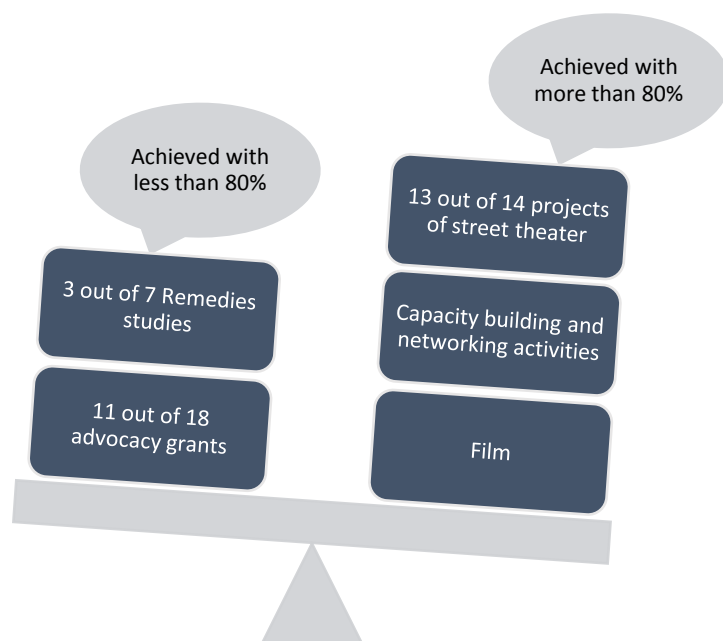 Achieved with
less than 80%
3 out of 7 Remedies
studies
11 out of 18
advocacy grants
Achieved with
more than 80%
13 out of 14 projects
of street theater
Capacity building and
networking activities
Film